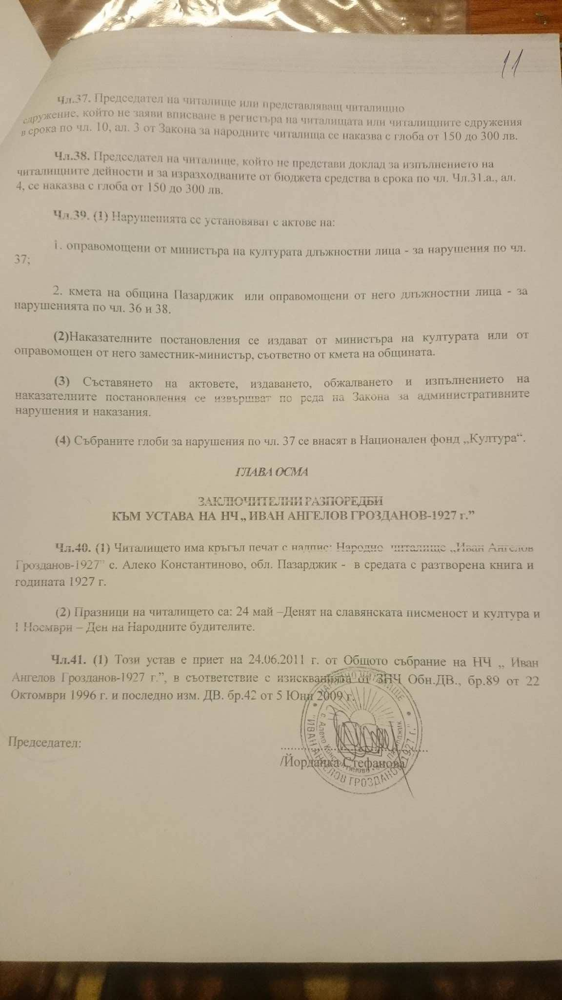 11
Чл.37. Председател на читалище или представляващ читалищно
сдружение, който не заяви вписване в регистъра на читалищата или читалищните сдружения
в срока по чл. 10, ал. 3 от Закона за народните читалища се наказва с глоба от 150 до 300 лв.
Чл.38. Председател на читалище, който не представи доклад за изпълнението на
читалищните дейности и за изразходваните от бюджета средства в срока по чл. Чл.31.а., ал.
4, се наказва с глоба от 150 до 300 лв.
Чл.39. (1) Нарушенията се установяват с актове на:
1. оправомощени от министъра на културата длъжностни лица - за нарушения по чл.
37;
2. кмета на община Пазарджик или оправомощени от него длъжностни лица - за
нарушенията по чл. 36 и 38.
(2)Наказателните постановления се издават от министъра на културата или от
оправомощен от него заместник-министър, съответно от кмета на общината.
(3) Съставянето на актовете, издаването, обжалването и изпълнението на
наказателните постановления се извършват по реда на Закона за административните
нарушения и наказания.
(4) Събраните глоби за нарушения по чл. 37 се внасят в Национален фонд „Култура“.
ГЛАВА ОСМА
ЗАКЛЮЧИТЕЛНИ РАЗПОРЕДБИ
КЪМ УСТАВА НА НЧ „ ИВАН АНГЕЛОВ ГРОЗДАНОВ-1927 г.”
Чл.40. (1) Читалището има кръгъл печат с надпис: Народно читалище „Иван Ангелов
Грозданов-1927” с. Алеко Константиново, обл. Пазарджик - в средата с разтворена книга и
годината 1927 г.
(2) Празници на читалището са: 24 май –Денят на славянската писменост и култура и
1 Ноември – Ден на Народните будителите.
Чл.41. (1) Този устав е приет на 24.06.2011 г. от Общото събрание на НЧ „ Иван
Ангелов Грозданов-1927 г.”, в съответствие с изискванията от ЗНЧ Обн.ДВ., бр.89 от 22
Октомври 1996 г. и последно изм. ДВ. бр.42 от 5 Юни 2009 г.
Председател:
/Йорданка Стефанова
НАРОДНО ЧИТАЛИЩЕ
"ИВАН АНГЕЛОВ ГРОЗДАНОВ 1927 г."
с. Алеко Константиново Пазарджик